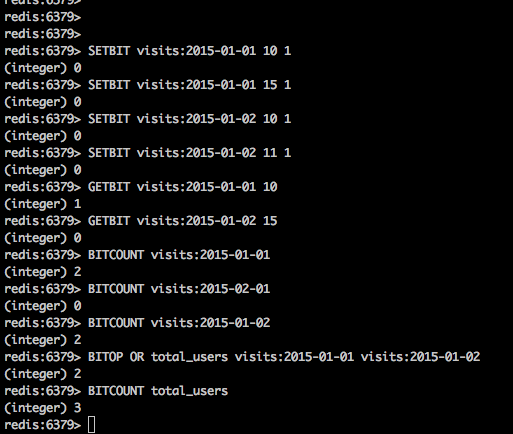 redis:6379>
redis:6379>
redis:6379>
redis:6379> SETBIT visits:2015-01-01 10 1
(integer) 0
redis:6379> SETBIT visits:2015-01-01 15 1
(integer) 0
redis:6379> SETBIT visits:2015-01-02 10 1
(integer) 0
redis:6379> SETBIT visits:2015-01-02 11 1
(integer) 0
redis:6379> GETBIT visits:2015-01-01 10
(integer) 1
redis:6379> GETBIT visits:2015-01-02 15
(integer) 0
redis:6379> BITCOUNT visits:2015-01-01
(integer) 2
redis:6379> BITCOUNT visits:2015-02-01
(integer) 0
redis:6379> BITCOUNT visits:2015-01-02
(integer) 2
redis:6379> BITOP OR total_users visits:2015-01-01 visits:2015-01-02
(integer) 2
redis:6379> BITCOUNT total_users
(integer) 3
redis:6379>